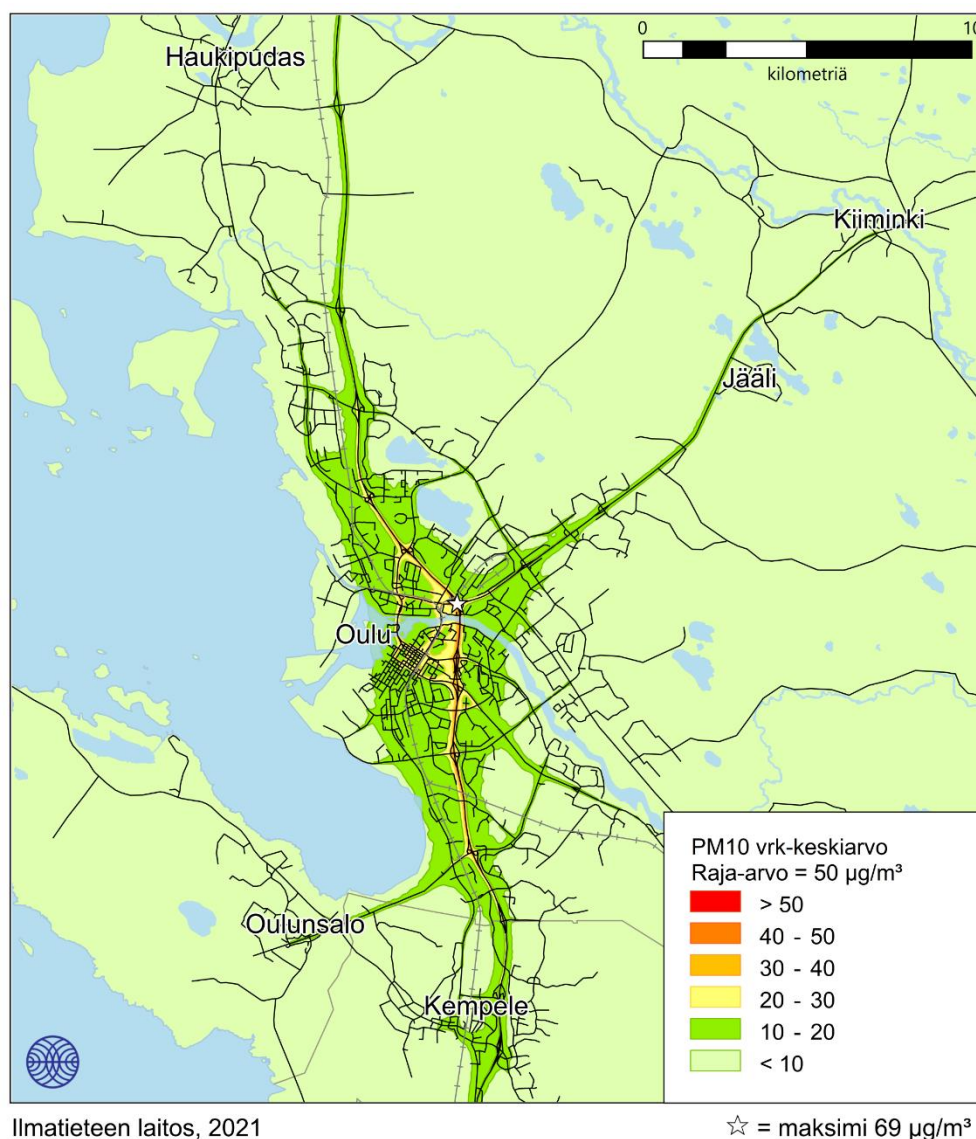 Haukipudas
0 10
kilometriä
Kiiminki
Jääli
Oulu
Oulunsalo
Kempele
PM10 vrk-keskiarvo
Raja-arvo = 50 µg/m³
> 50
40 - 50
30 - 40
20 - 30
10 - 20
< 10
Ilmatieteen laitos, 2021
☆ = maksimi 69 µg/m³